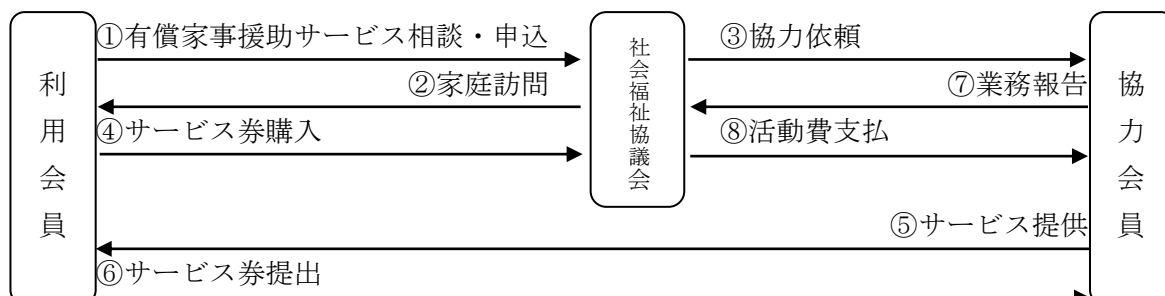 ①有償家事援助サービス相談・申込
②家庭訪問
④サービス券購入
利用会員
社会福祉協議会
③協力依頼
⑦業務報告
⑧活動費支払
協力会員
⑤サービス提供
⑥サービス券提出